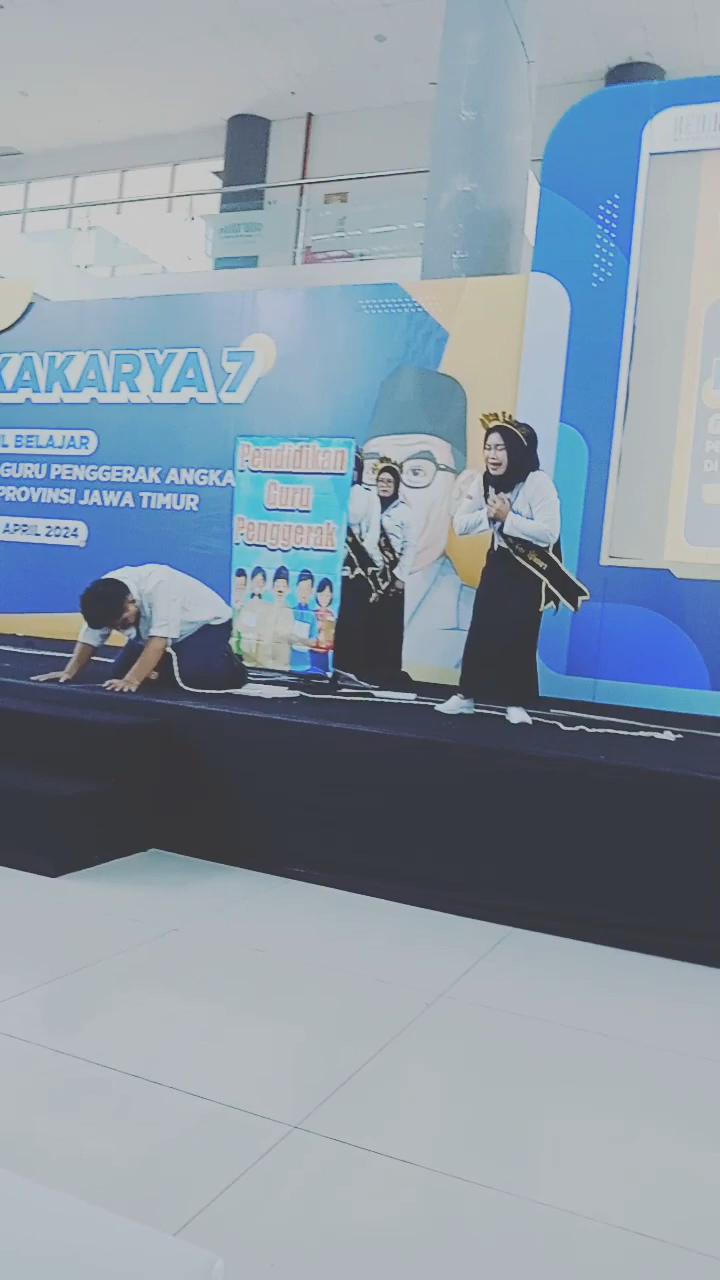 KAKARYA 7
L BELAJAR
GURU PENGGERAK ANGKA
PROVINSI JAWA TIMUR
APRIL 2024
Pendidikan
Guru
Penggerak